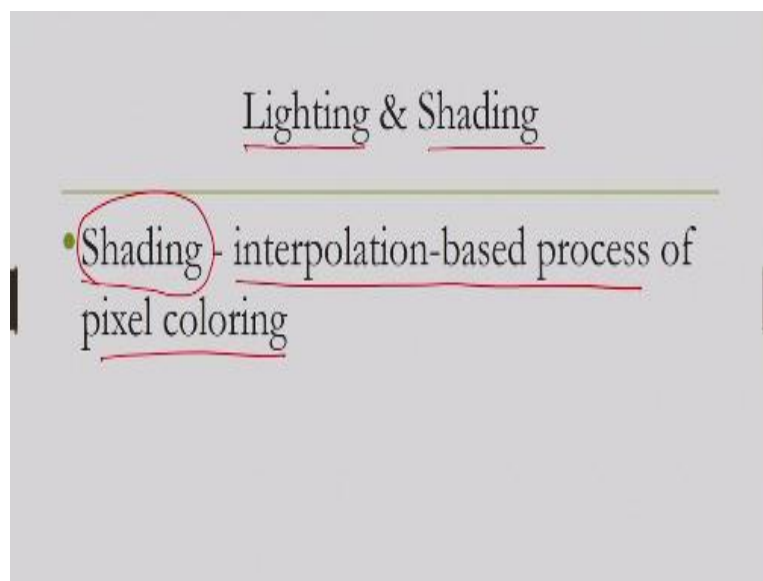 Lighting & Shading
Shading - interpolation-based process of
pixel coloring